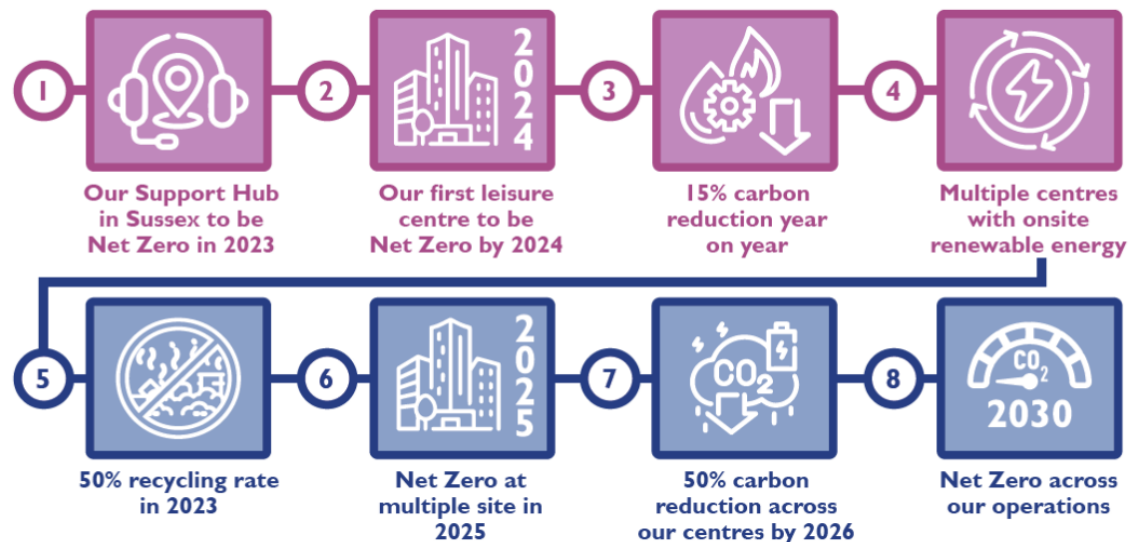 1
Our Support Hub
in Sussex to be
Net Zero in 2023
2
2024
Our first leisure
centre to be
Net Zero by 2024
3
15% carbon
reduction year
on year
4
Multiple centres
with onsite
renewable energy
5
50% recycling rate
in 2023
6
2025
Net Zero at
multiple site in
2025
7
CO2
50% carbon
reduction across
our centres by 2026
8
CO2
2030
Net Zero across
our operations